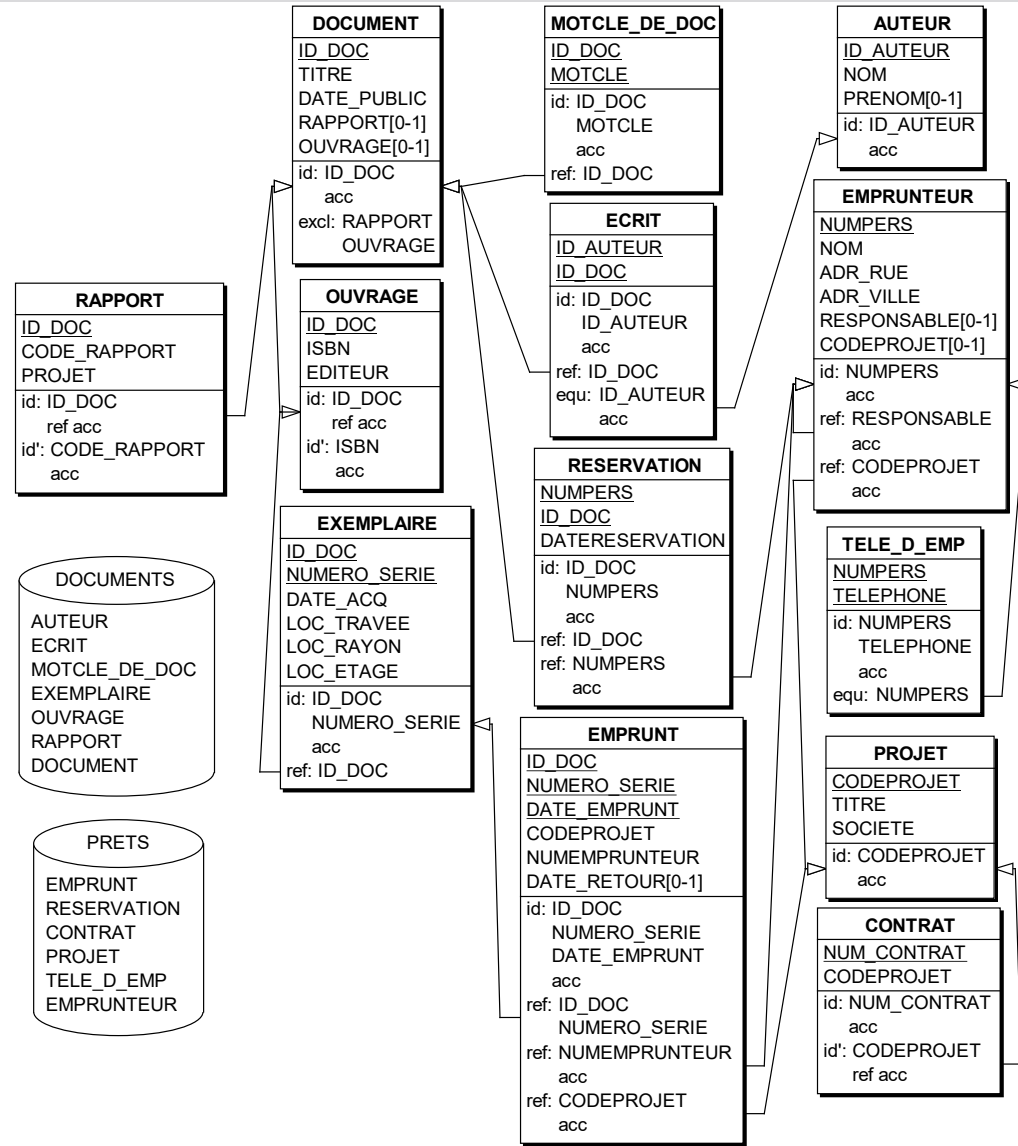 DOCUMENT
ID_DOC
TITRE
DATE_PUBLIC
RAPPORT[0-1]
OUVRAGE[0-1]
id: ID_DOC
acc
excl: RAPPORT
OUVRAGE
MOTCLE_DE_DOC
ID_DOC
MOTCLE
id: ID_DOC
MOTCLE
acc
ref: ID_DOC
AUTEUR
ID_AUTEUR
NOM
PRENOM[0-1]
id: ID_AUTEUR
acc
RAPPORT
ID_DOC
CODE_RAPPORT
PROJET
id: ID_DOC
ref acc
id': CODE_RAPPORT
acc
OUVRAGE
ID_DOC
ISBN
EDITEUR
id: ID_DOC
ref acc
id': ISBN
acc
ECRIT
ID_AUTEUR
ID_DOC
id: ID_DOC
ID_AUTEUR
acc
ref: ID_DOC
equ: ID_AUTEUR
acc
EMPRUNTEUR
NUMPERS
NOM
ADR_RUE
ADR_VILLE
RESPONSABLE[0-1]
CODEPROJET[0-1]
id: NUMPERS
acc
ref: RESPONSABLE
acc
ref: CODEPROJET
acc
EXEMPLAIRE
ID_DOC
NUMERO_SERIE
DATE_ACQ
LOC_TRAVEE
LOC_RAYON
LOC_ETAGE
id: ID_DOC
NUMERO_SERIE
acc
ref: ID_DOC
RESERVATION
NUMPERS
ID_DOC
DATERESERVATION
id: ID_DOC
NUMPERS
acc
ref: ID_DOC
ref: NUMPERS
acc
TELE_D_EMP
NUMPERS
TELEPHONE
id: NUMPERS
TELEPHONE
acc
equ: NUMPERS
DOCUMENTS
AUTEUR
ECRIT
MOTCLE_DE_DOC
EXEMPLAIRE
OUVRAGE
RAPPORT
DOCUMENT
PRETS
EMPRUNT
RESERVATION
CONTRAT
PROJET
TELE_D_EMP
EMPRUNTEUR
EMPRUNT
ID_DOC
NUMERO_SERIE
DATE_EMPRUNT
CODEPROJET
NUMEMPRUNTEUR
DATE_RETOUR[0-1]
id: ID_DOC
NUMERO_SERIE
DATE_EMPRUNT
acc
ref: ID_DOC
NUMERO_SERIE
ref: NUMEMPRUNTEUR
acc
ref: CODEPROJET
acc
PROJET
CODEPROJET
TITRE
SOCIETE
id: CODEPROJET
acc
CONTRAT
NUM_CONTRAT
CODEPROJET
id: NUM_CONTRAT
acc
id': CODEPROJET
ref acc